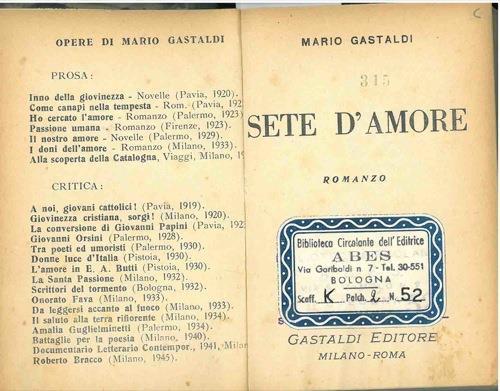 OPERE DI MARIO GASTALDI
PROSA:
Inno della giovinezza - Novelle (Pavia, 1920).
Come canapi nella tempesta - Rom. (Pavia, 192
Ho cercato l'amore - Romanzo (Palermo, 1923)
Passione umana - Romanzo (Firenze, 1923).
Il nostro amore - Novelle (Palermo, 1929).
I doni dell'amore - Romanzo (Milano, 1933).
Alla scoperta della Catalogna, Viaggi, Milano, 1
CRITICA:
A noi, giovani cattolici! (Pavia, 1919).
Giovinezza cristiana, sorgi! (Milano, 1920).
La conversione di Giovanni Papini (Pavia, 192
Giovanni Orsini (Palermo, 1928).
Tra poeti ed umoristi (Palermo, 1930).
Donne luce d'Italia (Pistoia, 1930).
L'amore in E. A. Butti (Pistoia, 1930).
La Santa Passione (Milano, 1932).
Scrittori del tormento (Bologna, 1932).
Onorato Fava (Milano, 1933).
Da leggersi accanto al fuoco (Milano, 1933).
Il saluto alla terra rifiorente (Milano, 1934).
Amalia Guglielminetti (Palermo, 1934).
Battaglie per la poesia (Milano, 1940).
Documentario Letterario Contempor., 1941, Milan
Roberto Bracco (Milano, 1945).
C
MARIO GASTALDI
315
SETE D'AMORE
ROMANZO
Biblioteca Circolante dell'Editrice
ABES
Via Garibaldi n. 7 - Tel. 30-551
BOLOGNA
Scaff. K Palch. 2 N. 52
S
GASTALDI EDITORE
MILANO-ROMA